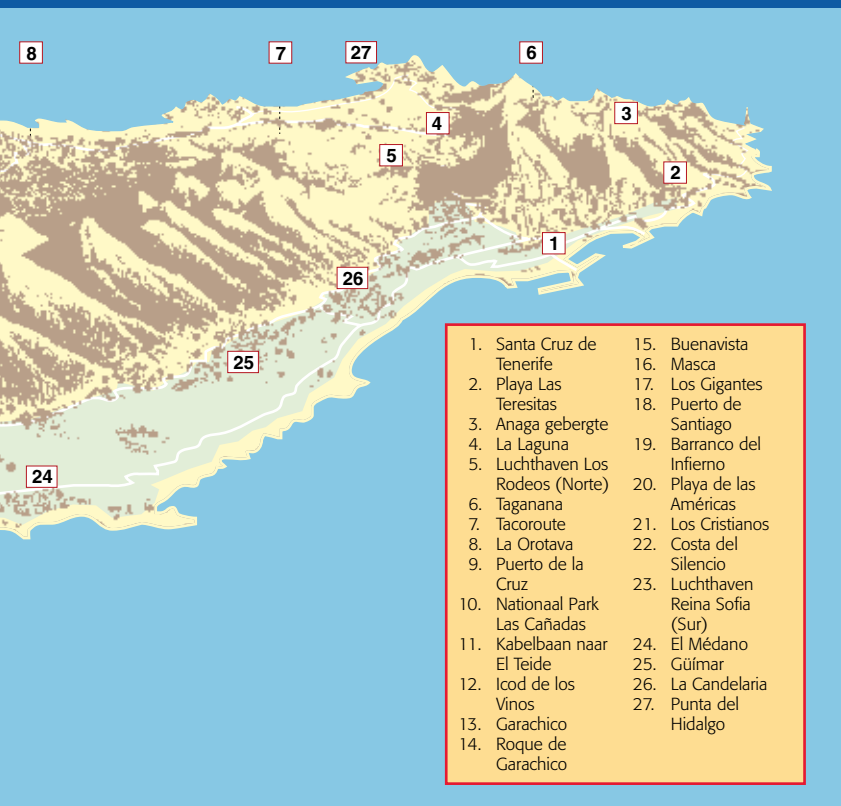 8
7
27
6
3
4
5
2
1
26
25
24
1. Santa Cruz de
Tenerife
2. Playa Las
Teresitas
3. Anaga gebergte
4. La Laguna
5. Luchthaven Los
Rodeos (Norte)
6. Taganana
7. Tacoroute
8. La Orotava
9. Puerto de la
Cruz
10. Nationaal Park
Las Cañadas
11. Kabelbaan naar
El Teide
12. Icod de los
Vinos
13. Garachico
14. Roque de
Garachico
15. Buenavista
16. Masca
17. Los Gigantes
18. Puerto de
Santiago
19. Barranco del
Infierno
20. Playa de las
Américas
21. Los Cristianos
22. Costa del
Silencio
23. Luchthaven
Reina Sofia
(Sur)
24. El Médano
25. Güímar
26. La Candelaria
27. Punta del
Hidalgo